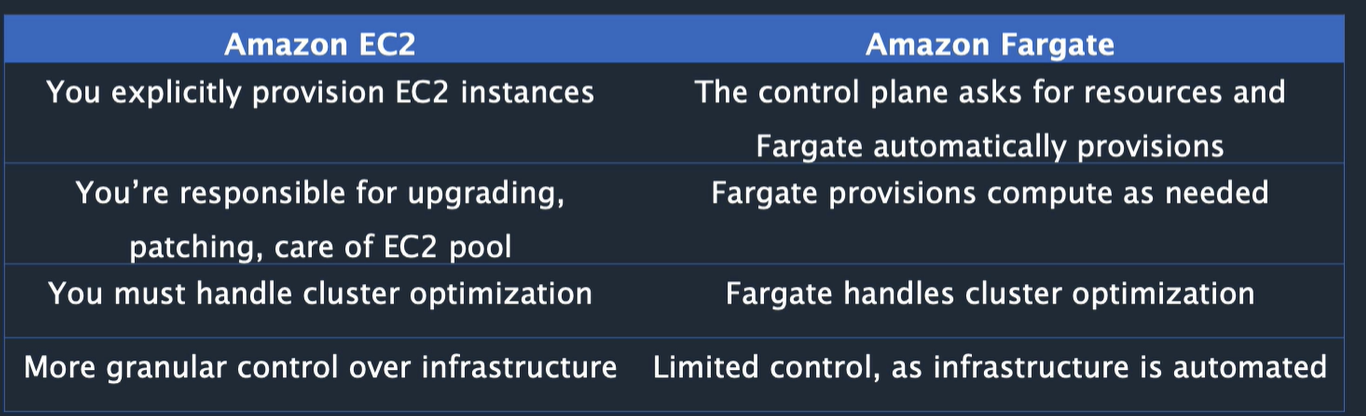 Amazon EC2
Amazon Fargate
You explicitly provision EC2 instances
The control plane asks for resources and
Fargate automatically provisions
You’re responsible for upgrading,
patching, care of EC2 pool
Fargate provisions compute as needed
You must handle cluster optimization
Fargate handles cluster optimization
More granular control over infrastructure
Limited control, as infrastructure is automated